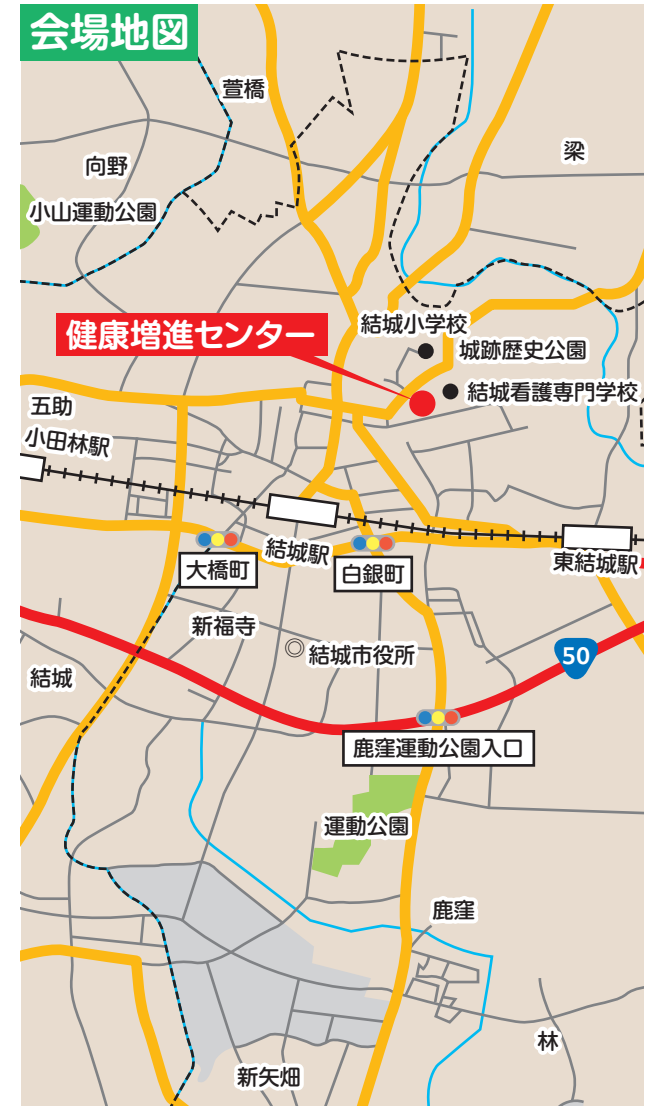 会場地図
萱橋
梁
向野
小山運動公園
結城小学校
健康増進センター
城跡歴史公園
結城看護専門学校
五助
小田林駅
結城駅
東結城駅
大橋町
白銀町
新福寺
結城市役所
50
結城
鹿窪運動公園入口
運動公園
鹿窪
林
新矢畑